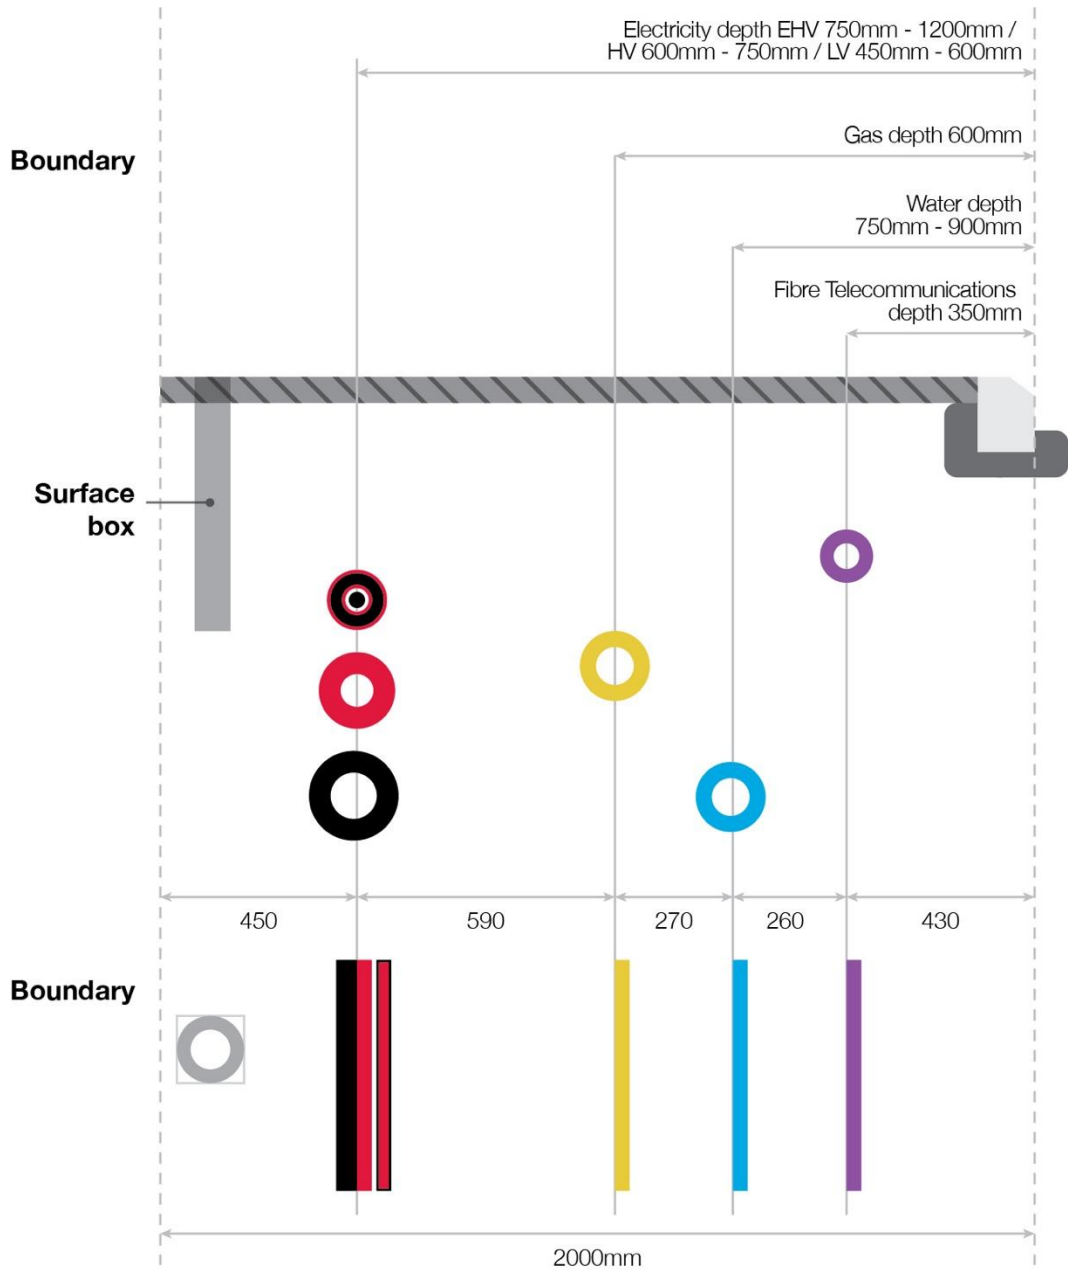 Electricity depth EHV 750mm - 1200mm /
HV 600mm - 750mm / LV 450mm - 600mm
Gas depth 600mm
Boundary
Water depth
750mm - 900mm
Fibre Telecommunications
depth 350mm
Surface
box
450
590
270
260
430
Boundary
2000mm